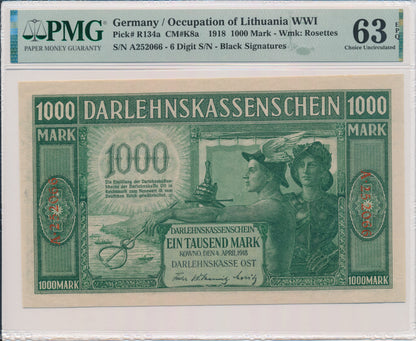 PMG
PAPER MONEY GUARANTY
Germany / Occupation of Lithuania WWI
Pick# R134a CM#K8a 1918 1000 Mark - Wmk: Rosettes
S/N A252066 - 6 Digit S/N - Black Signatures
63 EPQ
Choice Uncirculated
1000 DARLEHNSKASSENSCHEIN 1000
MARK MARK
1000
DARLEHNSKASSENSCHEIN
EIN TAUSEND MARK
KOWNO, DEN 4. APRIL 1918
DARLEHNSKASSE OST
1000MARK 1000MARK